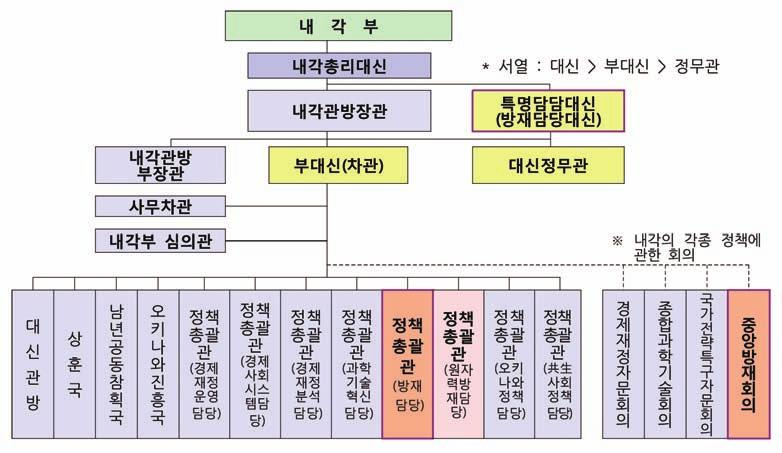 내 각 부
내각총리대신
* 서열 : 대신 > 부대신 > 정무관
내각관방장관
특명담담대신
(방재담당대신)
내각관방
부장관
부대신(차관)
대신정무관
사무차관
내각부 심의관
※ 내각의 각종 정책에
관한 회의
대신관방
상훈국
남년공동참획국
오키나와진흥국
정책
총괄
관
(경제
재정
운영
담당)
정책
총괄
관
(경제
사회
시스
템담
당)
정책
총괄
관
(경제
재정
분석
담당)
정책
총괄
관
(과학
기술
혁신
담당)
정책
총괄
관
(방재
담당)
정책
총괄
관
(원자
력방
재담
당)
정책
총괄
관
(오키
나와
정책
담당)
정책
총괄
관
(共生
사회
정책
담당)
경제재정자문회의
종합과학기술회의
국가전략특구자문회의
중앙방재회의